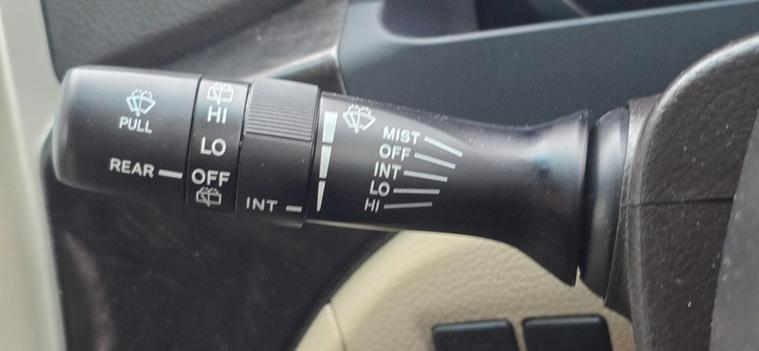 PULL
REAR
HI
LO
OFF
INT
MIST
OFF
INT
LO
HI